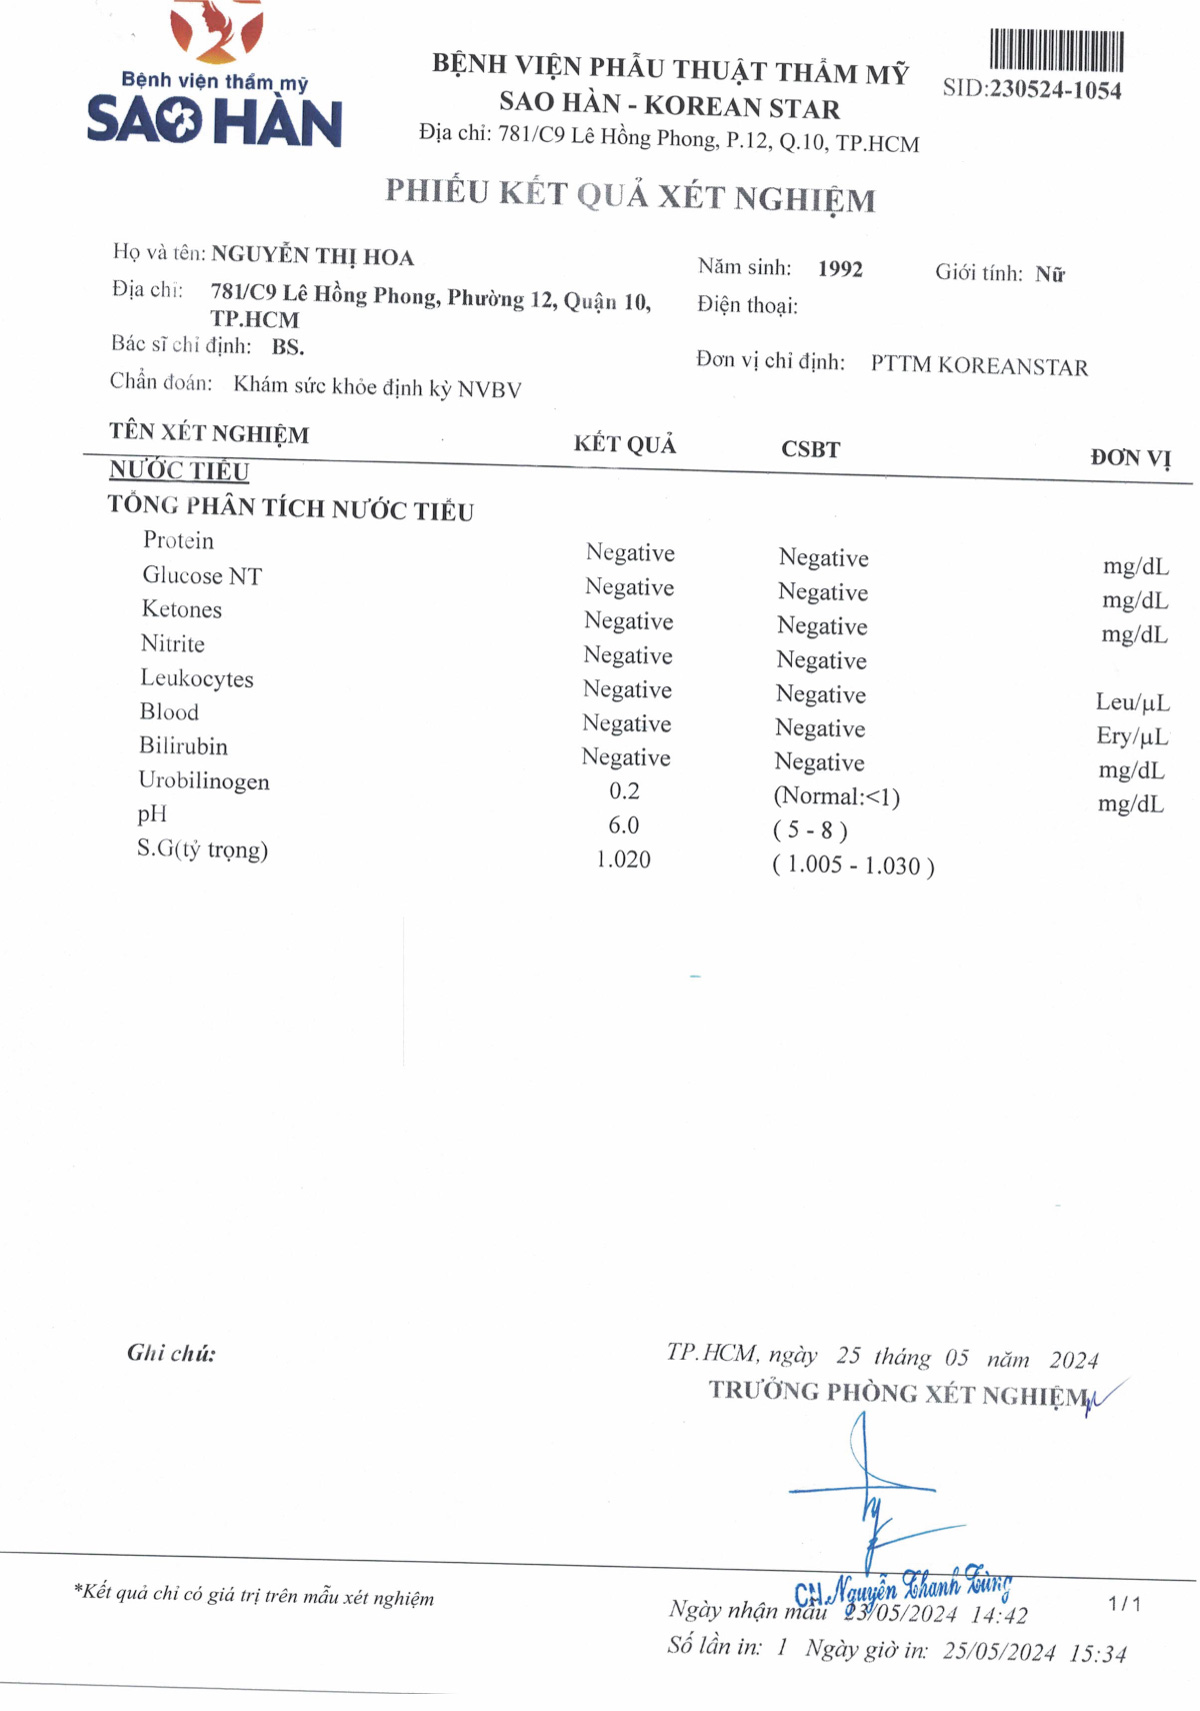 Bệnh viện thẩm mỹ
SAO HÀN
BỆNH VIỆN PHẪU THUẬT THẨM MỸ
SAO HÀN - KOREAN STAR
Địa chỉ: 781/C9 Lê Hồng Phong, P.12, Q.10, TP.HCM
SID:230524-1054
PHIẾU KẾT QUẢ XÉT NGHIỆM
Họ và tên: NGUYỄN THỊ HOA Năm sinh: 1992 Giới tính: Nữ
Địa chỉ: 781/C9 Lê Hồng Phong, Phường 12, Quận 10, Điện thoại:
TP.HCM
Bác sĩ chỉ định: BS. Đơn vị chỉ định: PTTM KOREANSTAR
Chẩn đoán: Khám sức khỏe định kỳ NVBV
TÊN XÉT NGHIỆM KẾT QUẢ CSBT ĐƠN VỊ
NƯỚC TIỂU
TỔNG PHÂN TÍCH NƯỚC TIỂU
Protein Negative Negative mg/dL
Glucose NT Negative Negative mg/dL
Ketones Negative Negative mg/dL
Nitrite Negative Negative
Leukocytes Negative Negative Leu/µL
Blood Negative Negative Ery/µL
Bilirubin Negative Negative mg/dL
Urobilinogen 0.2 (Normal:<1) mg/dL
pH 6.0 ( 5 - 8 )
S.G(tỷ trọng) 1.020 ( 1.005 - 1.030 )
Ghi chú: TP.HCM, ngày 25 tháng 05 năm 2024
TRƯỞNG PHÒNG XÉT NGHIỆM
CN.Nguyễn Thanh Tùng
*Kết quả chỉ có giá trị trên mẫu xét nghiệm
Ngày nhận mẫu 23/05/2024 14:42 1/1
Số lần in: 1 Ngày giờ in: 25/05/2024 15:34